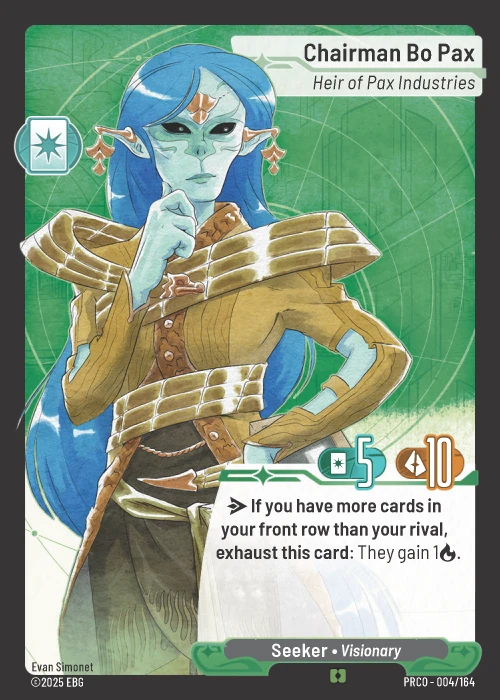 Chairman Bo Pax
Heir of Pax Industries
5 10
If you have more cards in
your front row than your rival,
exhaust this card: They gain 1.
Seeker • Visionary
Evan Simonet
©2025 EBG
PRC0 - 004/164